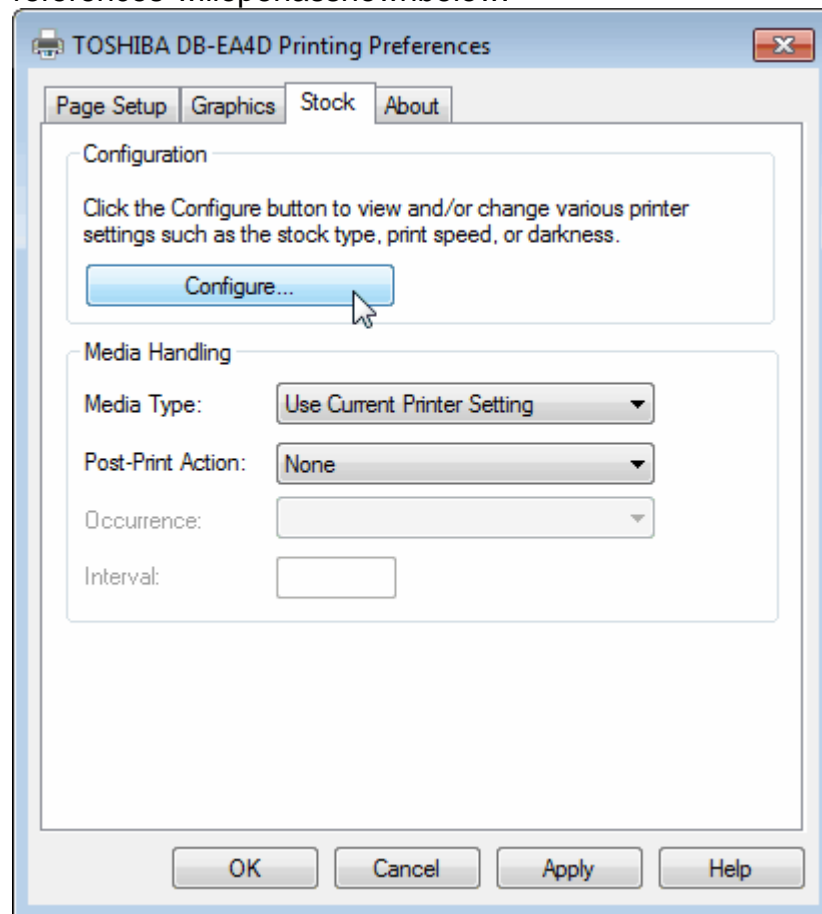 TOSHIBA DB-EA4D Printing Preferences
Page Setup Graphics Stock About
Configuration
Click the Configure button to view and/or change various printer
settings such as the stock type, print speed, or darkness.
Configure...
Media Handling
Media Type: Use Current Printer Setting
Post-Print Action: None
Occurrence:
Interval:
OK Cancel Apply Help